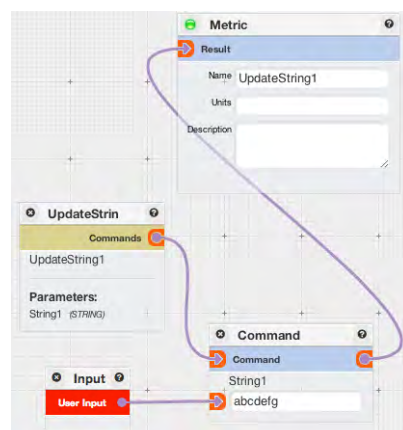 Metric
Result
Name UpdateString1
Units
Description
UpdateStrin
Commands
UpdateString1
Parameters:
String1 (STRING)
Command
Command
String1
abcdefg
Input
User Input